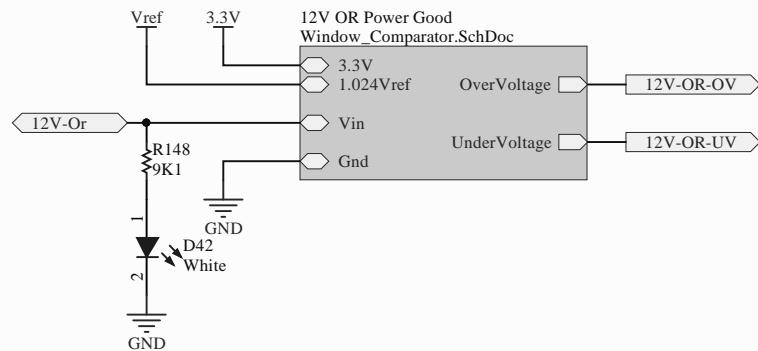 Vref
3.3V
12V OR Power Good
Window_Comparator.SchDoc
3.3V
1.024Vref
OverVoltage
12V-OR-OV
12V-Or
Vin
UnderVoltage
12V-OR-UV
R148
9K1
Gnd
GND
1
D42
White
2
GND